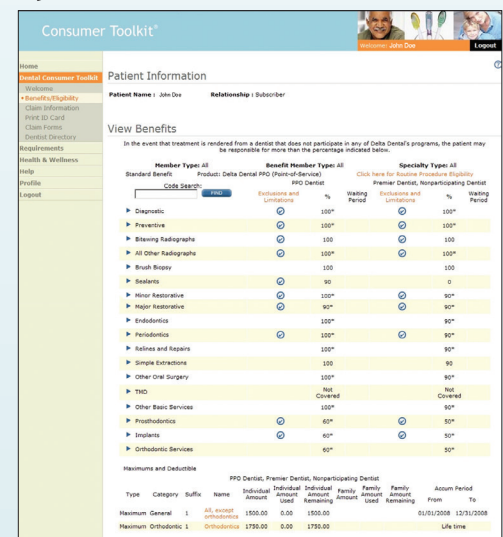 Consumer Toolkit®
Welcome: John Doe
Logout
Home
Dental Consumer Toolkit
Welcome
Benefits/Eligibility
Claim Information
Print ID Card
Claim Forms
Dentist Directory
Requirements
Health & Wellness
Help
Profile
Logout
Patient Information
Patient Name : John Doe Relationship : Subscriber
View Benefits
In the event that treatment is rendered from a dentist that does not participate in any of Delta Dental's programs, the patient may
be responsible for more than the percentage indicated below.
Member Type: All Benefit Member Type: All Specialty Type: All
Standard Benefit Product: Delta Dental PPO (Point-of-Service) Click here for Routine Procedure Eligibility
Code Search: FIND PPO Dentist Premier Dentist, Nonparticipating Dentist
Exclusions and Limitations % Waiting Period Exclusions and Limitations % Waiting Period
Diagnostic 100* 100*
Preventive 100* 100*
Bitewing Radiographs 100 100
All Other Radiographs 100* 100*
Brush Biopsy 100 100
Sealants 90 0
Minor Restorative 100* 90*
Major Restorative 90* 90*
Endodontics 100* 90*
Periodontics 100* 90*
Relines and Repairs 100* 90*
Simple Extractions 100 90
Other Oral Surgery 100* 90*
TMD Not Covered Not Covered
Other Basic Services 100* 90*
Prosthodontics 60* 50*
Implants 60* 50*
Orthodontic Services 60* 50*
Maximums and Deductible
PPO Dentist, Premier Dentist, Nonparticipating Dentist
Type Category Suffix Name Individual Amount Individual Amount Used Individual Amount Remaining Family Amount Family Amount Used Family Amount Remaining Accum Period From To
Maximum General 1 All, except orthodontics 1500.00 0.00 1500.00 01/01/2008 12/31/2008
Maximum Orthodontic 1 Orthodontics 1750.00 0.00 1750.00 Life time